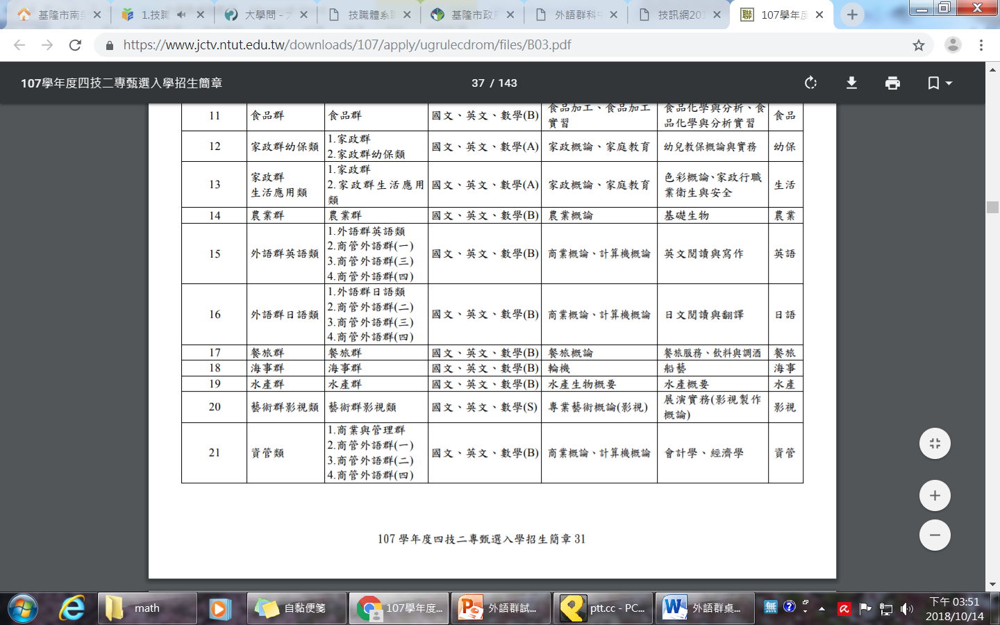 基隆市南榮
1.技職
大學問 - 大
技職體系
基隆市政府
外語群科中
技訊網201
107學年度
https://www.jctv.ntut.edu.tw/downloads/107/apply/ugrulecdrom/files/B03.pdf
107學年度四技二專甄選入學招生簡章
37 / 143
11 食品群 食品群 國文、英文、數學(B) 食品加工、食品加工 食品化學與分析、食 食品
實習 品化學與分析實習
12 家政群幼保類 1.家政群 國文、英文、數學(A) 家政概論、家庭教育 幼兒教保概論與實務 幼保
2.家政群幼保類
13 家政群 1.家政群 國文、英文、數學(A) 家政概論、家庭教育 色彩概論、家政行職 生活
生活應用類 2.家政群生活應用 業衛生與安全
類
14 農業群 農業群 國文、英文、數學(B) 農業概論 基礎生物 農業
15 外語群英語類 1.外語群英語類 國文、英文、數學(B) 商業概論、計算機概論 英文閱讀與寫作 英語
2.商管外語群(一)
3.商管外語群(三)
4.商管外語群(四)
16 外語群日語類 1.外語群日語類 國文、英文、數學(B) 商業概論、計算機概論 日文閱讀與翻譯 日語
2.商管外語群(二)
3.商管外語群(三)
4.商管外語群(四)
17 餐旅群 餐旅群 國文、英文、數學(B) 餐旅概論 餐旅服務、飲料與調酒 餐旅
18 海事群 海事群 國文、英文、數學(B) 輪機 船藝 海事
19 水產群 水產群 國文、英文、數學(B) 水產生物概要 水產概要 水產
20 藝術群影視類 藝術群影視類 國文、英文、數學(S) 專業藝術概論(影視) 展演實務(影視製作 影視
概論)
21 資管類 1.商業與管理群 國文、英文、數學(B) 商業概論、計算機概論 會計學、經濟學 資管
2.商管外語群(一)
3.商管外語群(二)
4.商管外語群(四)
107 學年度四技二專甄選入學招生簡章 31
math
自黏便箋
107學年度...
外語群試...
ptt.cc - PC...
外語群桌...
無
下午 03:51
2018/10/14